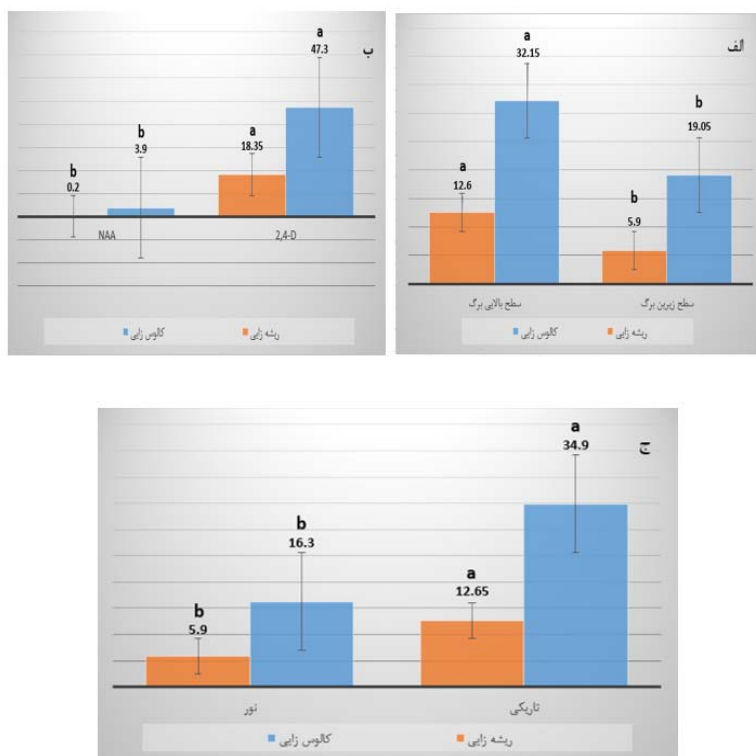 الف
a
32.15
b
19.05
a
12.6
b
5.9
سطح زیرین برگ سطح بالایی برگ
ریشه زایی کالوس زایی
ب
a
47.3
a
18.35
b
3.9
b
0.2
NAA 2,4-D
ریشه زایی کالوس زایی
ج
a
34.9
b
16.3
a
12.65
b
5.9
تاریکی نور
ریشه زایی کالوس زایی